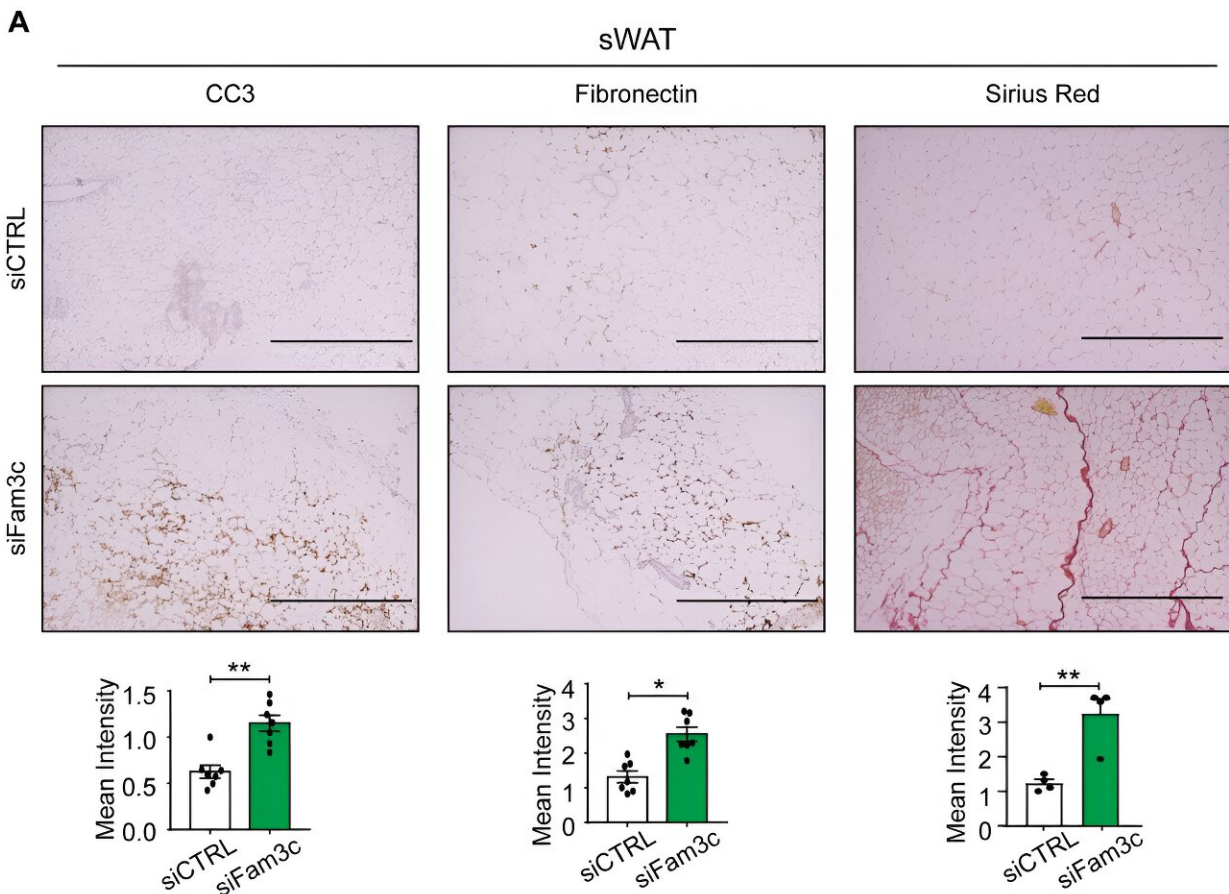 A
sWAT
CC3 Fibronectin Sirius Red
siCTRL
siFam3c
Mean Intensity
1.5
1.0
0.5
0.0
**
siCTRL
siFam3c
Mean Intensity
4
3
2
1
0
*
siCTRL
siFam3c
Mean Intensity
4
3
2
1
0
**
siCTRL
siFam3c